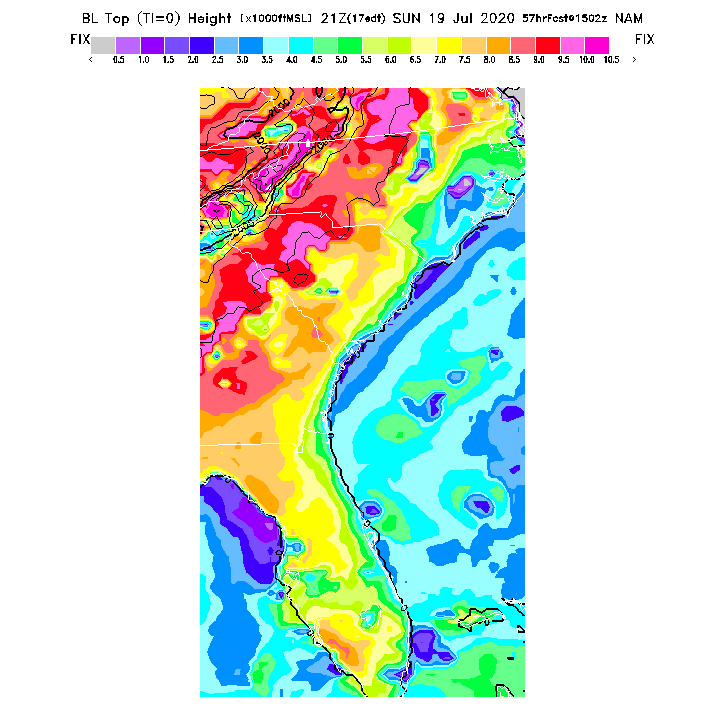 BL Top (TI=0) Height [x1000ftMSL] 21Z(17edt) SUN 19 Jul 2020 57hrFcst@1502z NAM
FIX FIX
< 0.5 1.0 1.5 2.0 2.5 3.0 3.5 4.0 4.5 5.0 5.5 6.0 6.5 7.0 7.5 8.0 8.5 9.0 9.5 10.0 10.5 >
2000